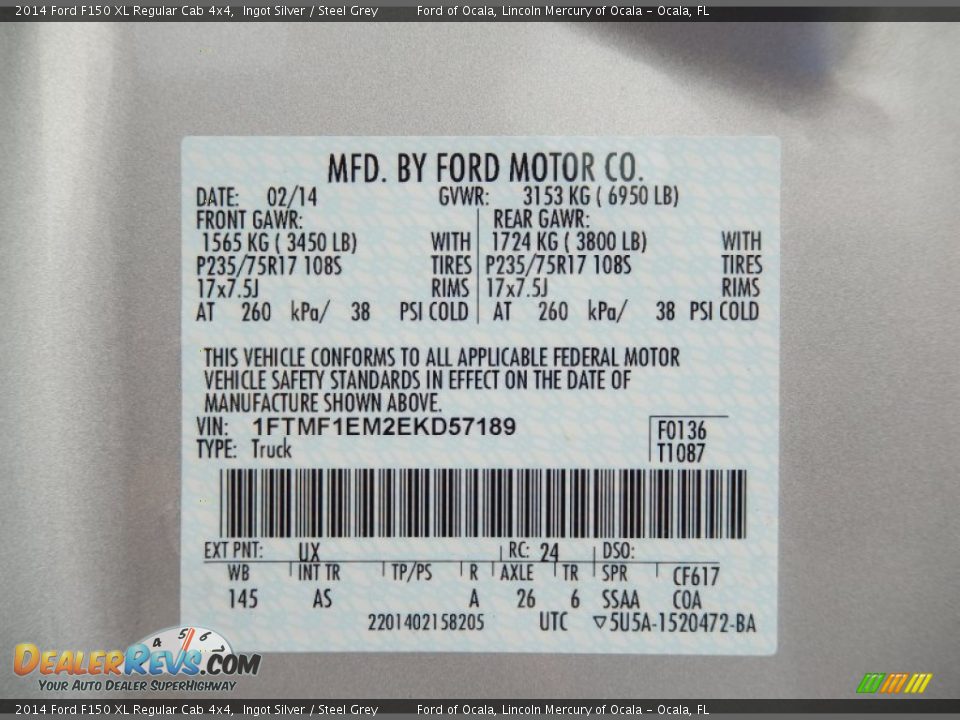 2014 Ford F150 XL Regular Cab 4x4, Ingot Silver / Steel Grey Ford of Ocala, Lincoln Mercury of Ocala - Ocala, FL
MFD. BY FORD MOTOR CO.
DATE: 02/14 GVWR: 3153 KG ( 6950 LB)
FRONT GAWR: REAR GAWR:
1565 KG ( 3450 LB) WITH 1724 KG ( 3800 LB) WITH
P235/75R17 108S TIRES P235/75R17 108S TIRES
17x7.5J RIMS 17x7.5J RIMS
AT 260 kPa/ 38 PSI COLD AT 260 kPa/ 38 PSI COLD
THIS VEHICLE CONFORMS TO ALL APPLICABLE FEDERAL MOTOR
VEHICLE SAFETY STANDARDS IN EFFECT ON THE DATE OF
MANUFACTURE SHOWN ABOVE.
VIN: 1FTMF1EM2EKD57189 F0136
TYPE: Truck T1087
EXT PNT: UX RC: 24 DSO:
WB INT TR TP/PS R AXLE TR SPR CF617
145 AS A 26 6 SSAA COA
2201402158205 UTC ▽5U5A-1520472-BA
4 5 6
DEALERREVS.COM
YOUR AUTO DEALER SUPERHIGHWAY
2014 Ford F150 XL Regular Cab 4x4, Ingot Silver / Steel Grey Ford of Ocala, Lincoln Mercury of Ocala - Ocala, FL